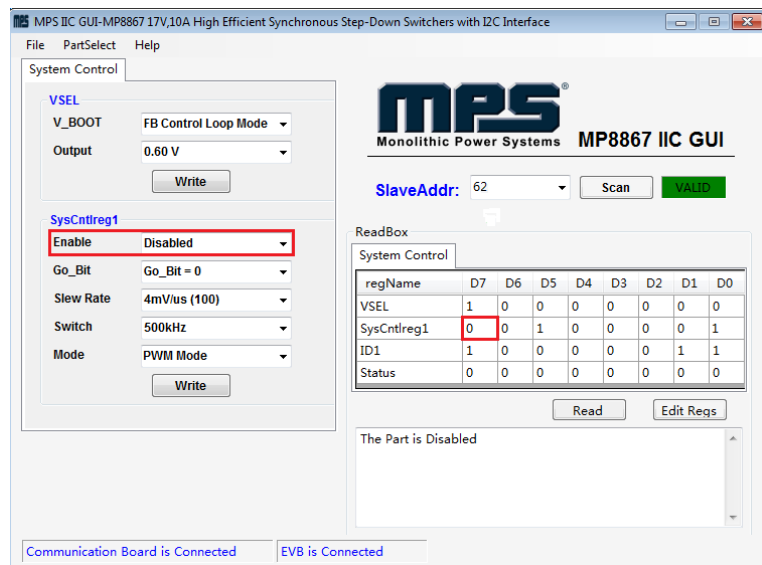 MPS IIC GUI-MP8867 17V,10A High Efficient Synchronous Step-Down Switchers with I2C Interface
File PartSelect Help
System Control
VSEL
V_BOOT FB Control Loop Mode
Output 0.60 V
Write
SysCntlreg1
Enable Disabled
Go_Bit Go_Bit = 0
Slew Rate 4mV/us (100)
Switch 500kHz
Mode PWM Mode
Write
mps®
Monolithic Power Systems MP8867 IIC GUI
SlaveAddr: 62 Scan VALID
ReadBox
System Control
regName D7 D6 D5 D4 D3 D2 D1 D0
VSEL 1 0 0 0 0 0 0 0
SysCntlreg1 0 0 1 0 0 0 0 1
ID1 1 0 0 0 0 0 1 1
Status 0 0 0 0 0 0 0 0
Read Edit Regs
The Part is Disabled
Communication Board is Connected EVB is Connected